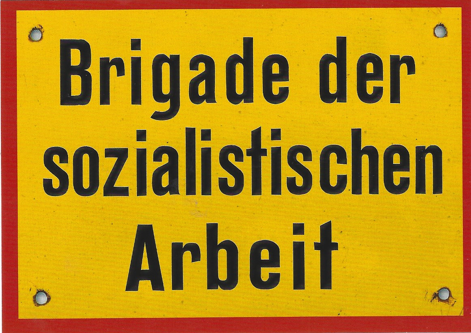 Brigade der
sozialistischen
Arbeit